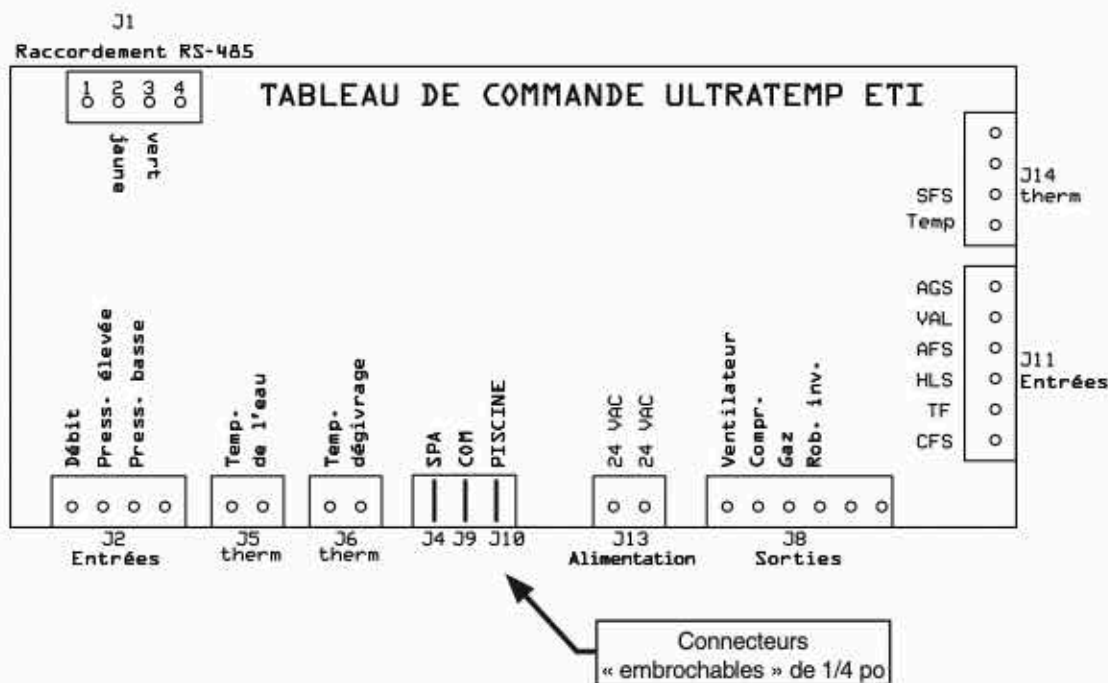 J1
Raccordement RS-485
1 2 3 4
jaune
vert
TABLEAU DE COMMANDE ULTRATEMP ETI
SFS
Temp
J14
therm
AGS
VAL
AFS
HLS
TF
CFS
J11
Entrées
Débit
Press. élevée
Press. basse
J2
Entrées
Temp.
de l'eau
J5
therm
Temp.
dégivrage
J6
therm
SPA
COM
PISCINE
J4 J9 J10
24 VAC
24 VAC
J13
Alimentation
Ventilateur
Compr.
Gaz
Rob. inv.
J8
Sorties
Connecteurs
« embrochables » de 1/4 po